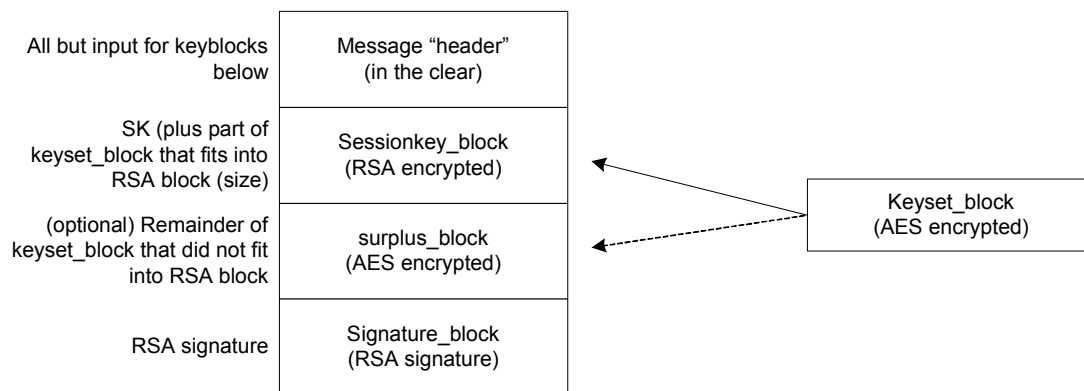 All but input for keyblocks
below
Message “header”
(in the clear)
SK (plus part of
keyset_block that fits into
RSA block (size)
Sessionkey_block
(RSA encrypted)
(optional) Remainder of
keyset_block that did not fit
into RSA block
surplus_block
(AES encrypted)
Keyset_block
(AES encrypted)
RSA signature
Signature_block
(RSA signature)